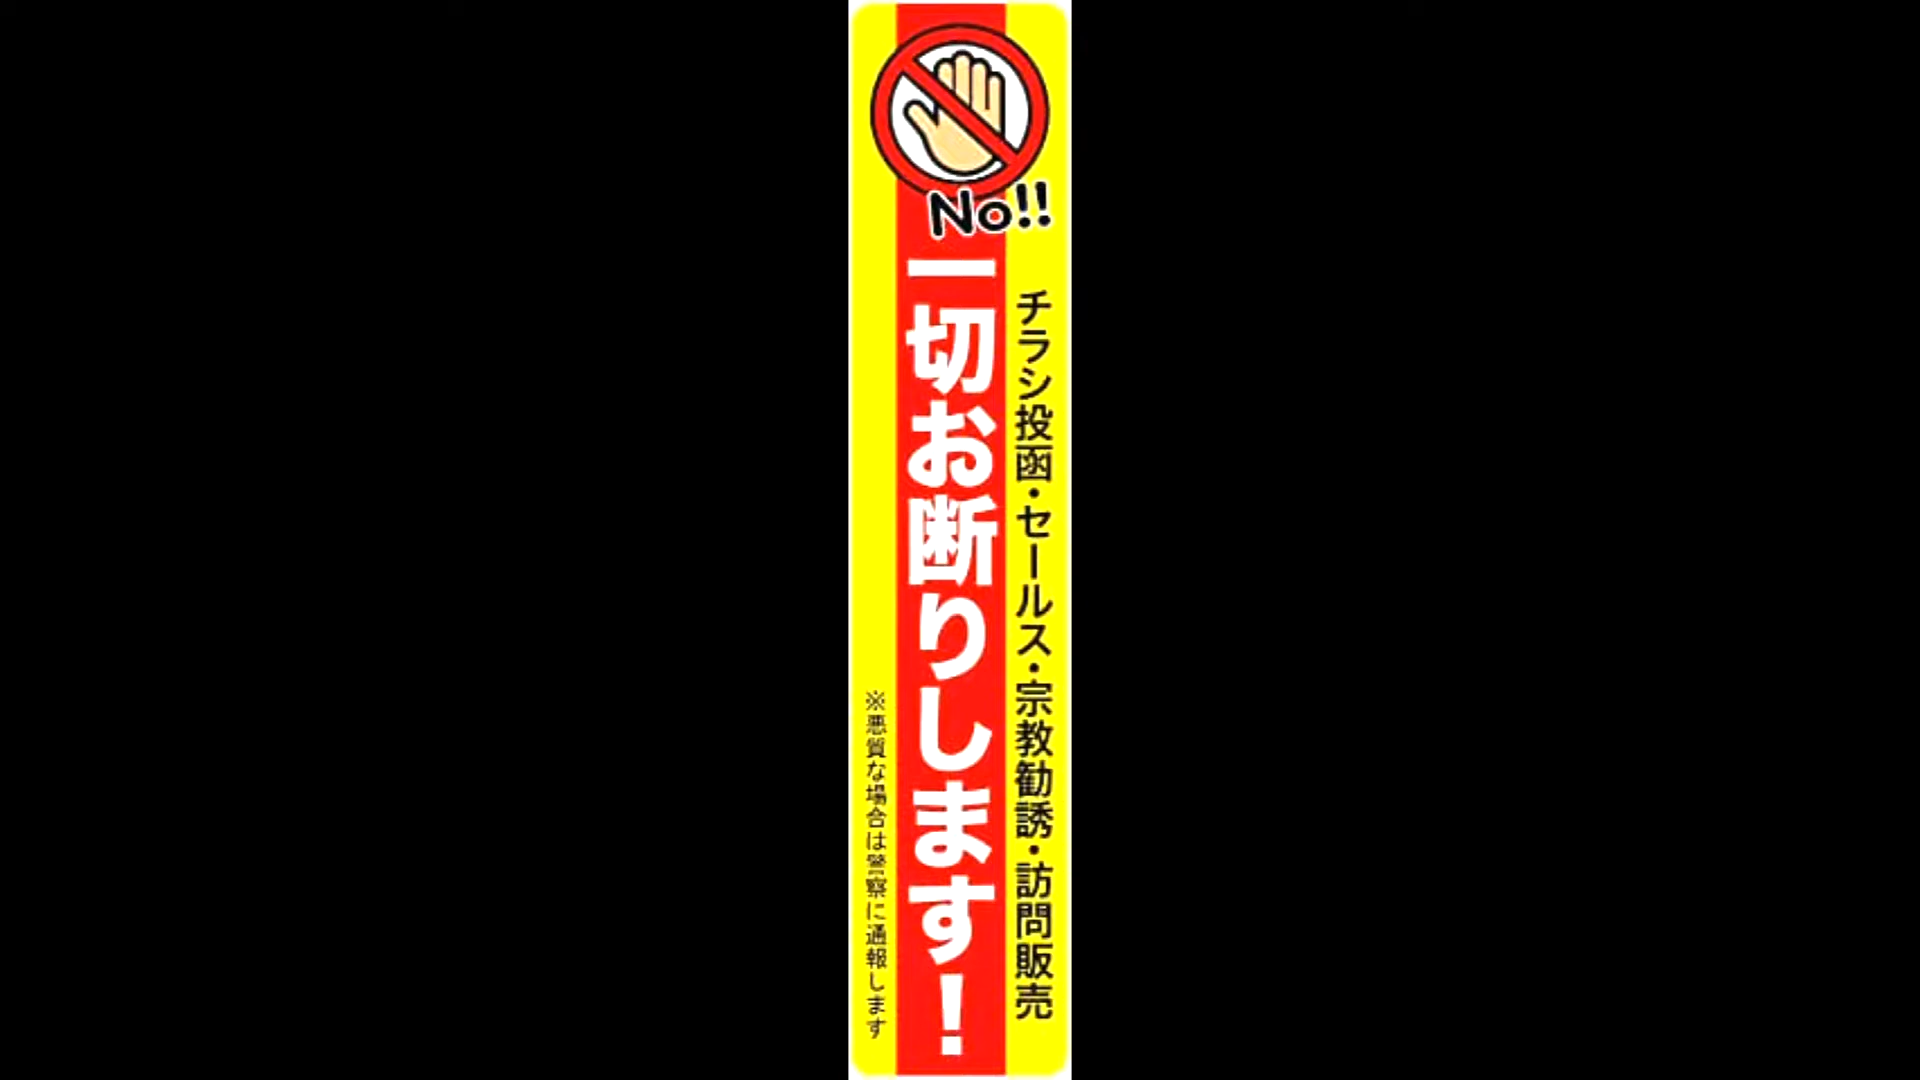 No!!
チラシ投函・セールス・宗教勧誘・訪問販売
一切お断りします！
※悪質な場合は警察に通報します